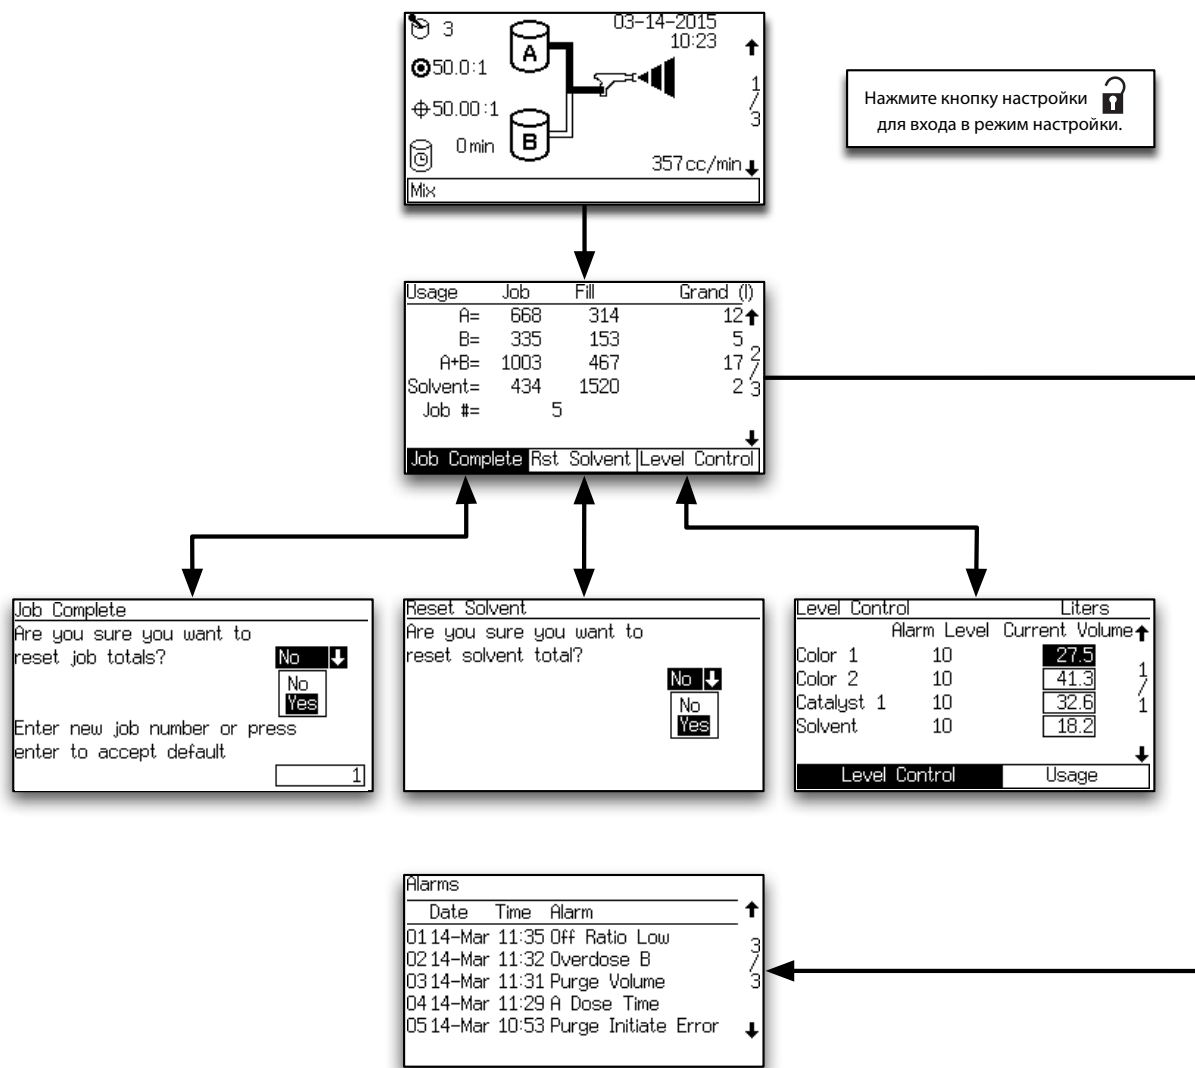 3
03-14-2015
10:23
A
50.0:1
1
/
3
50.00:1
B
0 min
357 cc/min
Mix
Нажмите кнопку настройки
для входа в режим настройки.
Usage Job Fill Grand (l)
A= 668 314 12
B= 335 153 5
A+B= 1003 467 17
Solvent= 434 1520 2
Job #= 5
2
/
3
Job Complete Rst Solvent Level Control
Job Complete
Are you sure you want to
reset job totals? No
No
Yes
Enter new job number or press
enter to accept default
1
Reset Solvent
Are you sure you want to
reset solvent total?
No
No
Yes
Level Control Liters
Alarm Level Current Volume
Color 1 10 27.5
Color 2 10 41.3
Catalyst 1 10 32.6
Solvent 10 18.2
1
/
1
Level Control Usage
Alarms
Date Time Alarm
01 14-Mar 11:35 Off Ratio Low
02 14-Mar 11:32 Overdose B
03 14-Mar 11:31 Purge Volume
04 14-Mar 11:29 A Dose Time
05 14-Mar 10:53 Purge Initiate Error
3
/
3